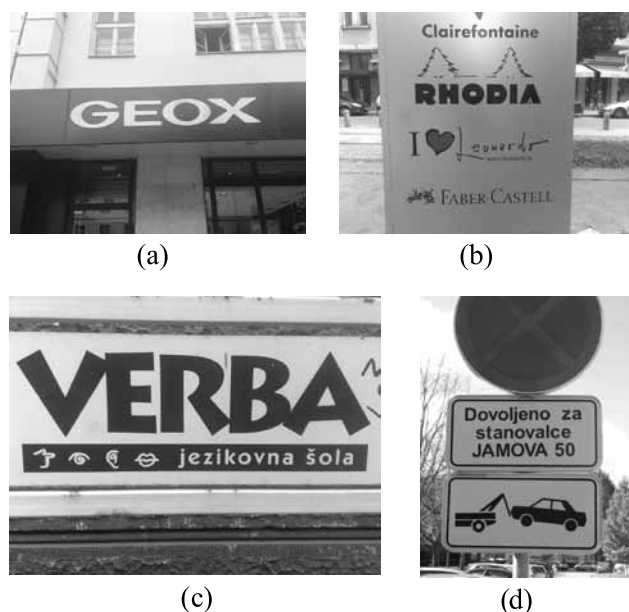 GEOX
(a)
Clairefontaine
RHODIA
I Leonardo
FABER-CASTELL
(b)
VERBA
jezikovna šola
(c)
Dovoljeno za
stanovalce
JAMOVA 50
(d)